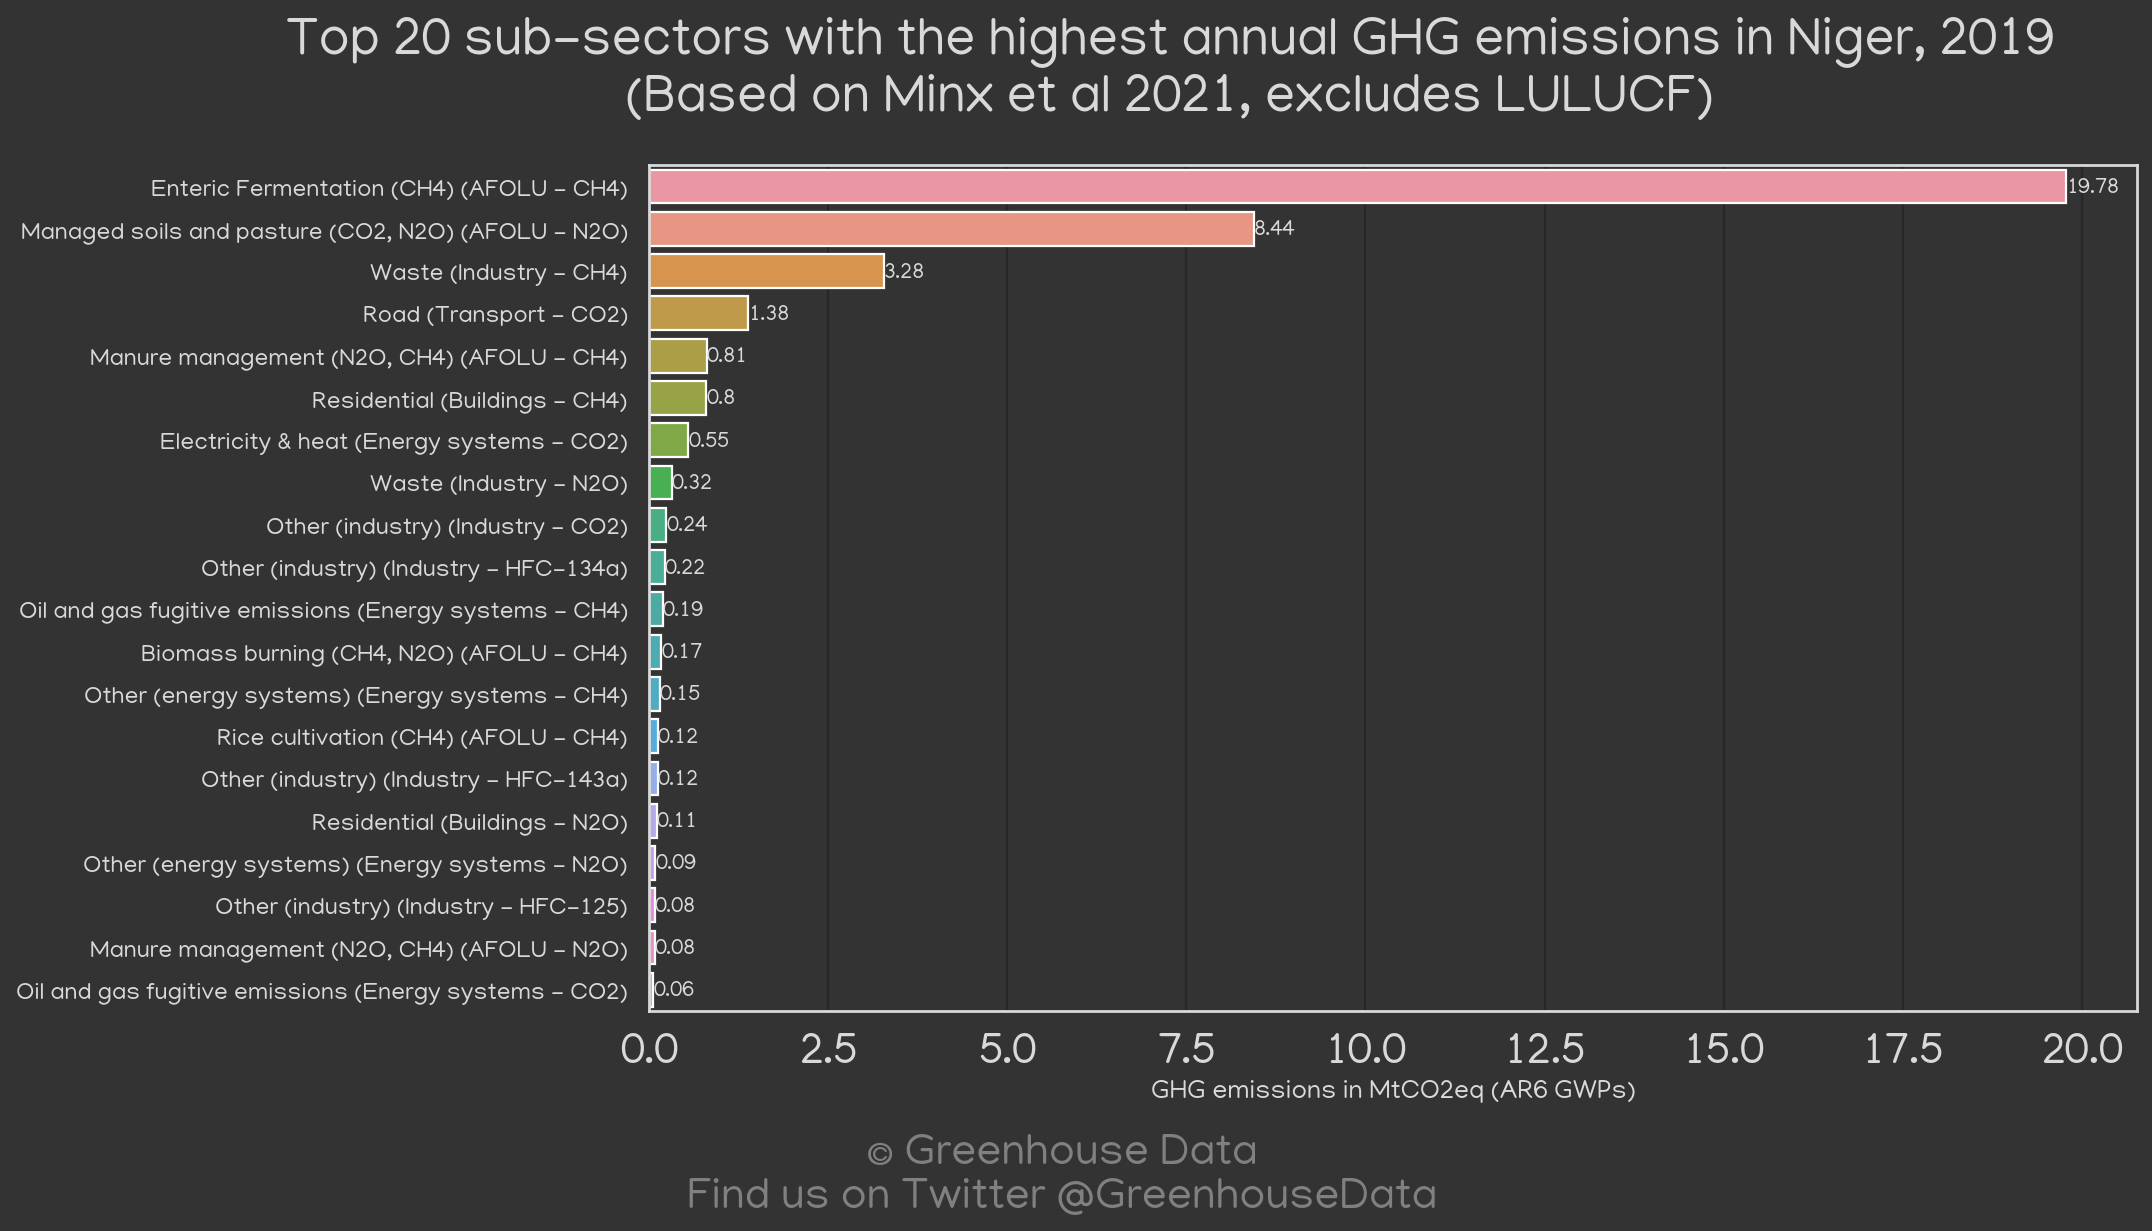 Top 20 sub-sectors with the highest annual GHG emissions in Niger, 2019
(Based on Minx et al 2021, excludes LULUCF)
Enteric Fermentation (CH4) (AFOLU - CH4) 19.78
Managed soils and pasture (CO2, N2O) (AFOLU - N2O) 8.44
Waste (Industry - CH4) 3.28
Road (Transport - CO2) 1.38
Manure management (N2O, CH4) (AFOLU - CH4) 0.81
Residential (Buildings - CH4) 0.8
Electricity & heat (Energy systems - CO2) 0.55
Waste (Industry - N2O) 0.32
Other (industry) (Industry - CO2) 0.24
Other (industry) (Industry - HFC-134a) 0.22
Oil and gas fugitive emissions (Energy systems - CH4) 0.19
Biomass burning (CH4, N2O) (AFOLU - CH4) 0.17
Other (energy systems) (Energy systems - CH4) 0.15
Rice cultivation (CH4) (AFOLU - CH4) 0.12
Other (industry) (Industry - HFC-143a) 0.12
Residential (Buildings - N2O) 0.11
Other (energy systems) (Energy systems - N2O) 0.09
Other (industry) (Industry - HFC-125) 0.08
Manure management (N2O, CH4) (AFOLU - N2O) 0.08
Oil and gas fugitive emissions (Energy systems - CO2) 0.06
0.0 2.5 5.0 7.5 10.0 12.5 15.0 17.5 20.0
GHG emissions in MtCO2eq (AR6 GWPs)
© Greenhouse Data
Find us on Twitter @GreenhouseData